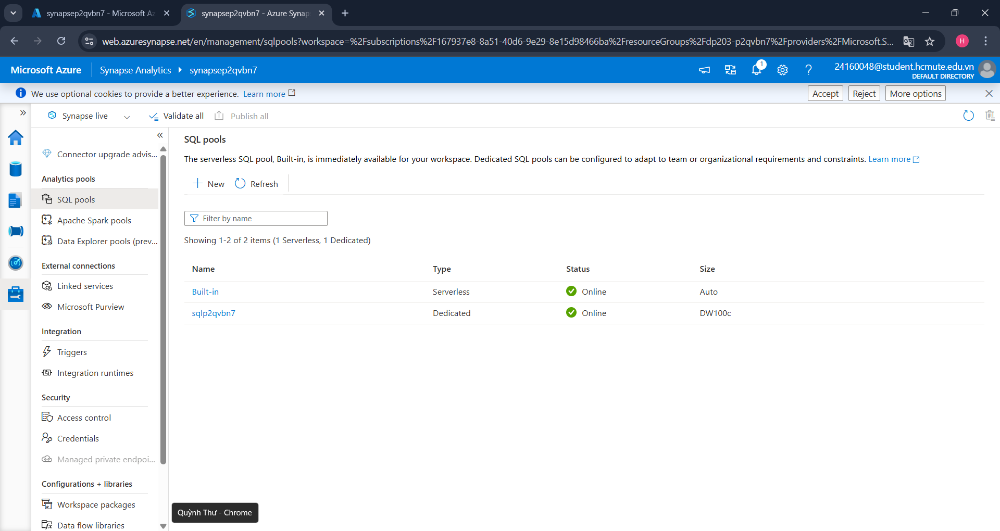 synapsep2qvbn7 - Microsoft Az
synapsep2qvbn7 - Azure Synap
web.azuresynapse.net/en/management/sqlpools?workspace=%2Fsubscriptions%2F167937e8-8a51-40d6-9e29-8e15d98466ba%2FresourceGroups%2Fdp203-p2qvbn7%2Fproviders%2FMicrosoft.S...
H
Microsoft Azure
Synapse Analytics
synapsep2qvbn7
1
24160048@student.hcmute.edu.vn
DEFAULT DIRECTORY
We use optional cookies to provide a better experience. Learn more
Accept
Reject
More options
Synapse live
Validate all
Publish all
Connector upgrade advis...
Analytics pools
SQL pools
Apache Spark pools
Data Explorer pools (prev...
External connections
Linked services
Microsoft Purview
Integration
Triggers
Integration runtimes
Security
Access control
Credentials
Managed private endpoi...
Configurations + libraries
Workspace packages
Data flow libraries
SQL pools
The serverless SQL pool, Built-in, is immediately available for your workspace. Dedicated SQL pools can be configured to adapt to team or organizational requirements and constraints. Learn more
New
Refresh
Filter by name
Showing 1-2 of 2 items (1 Serverless, 1 Dedicated)
Name Type Status Size
Built-in Serverless Online Auto
sqlp2qvbn7 Dedicated Online DW100c
Quỳnh Thư - Chrome